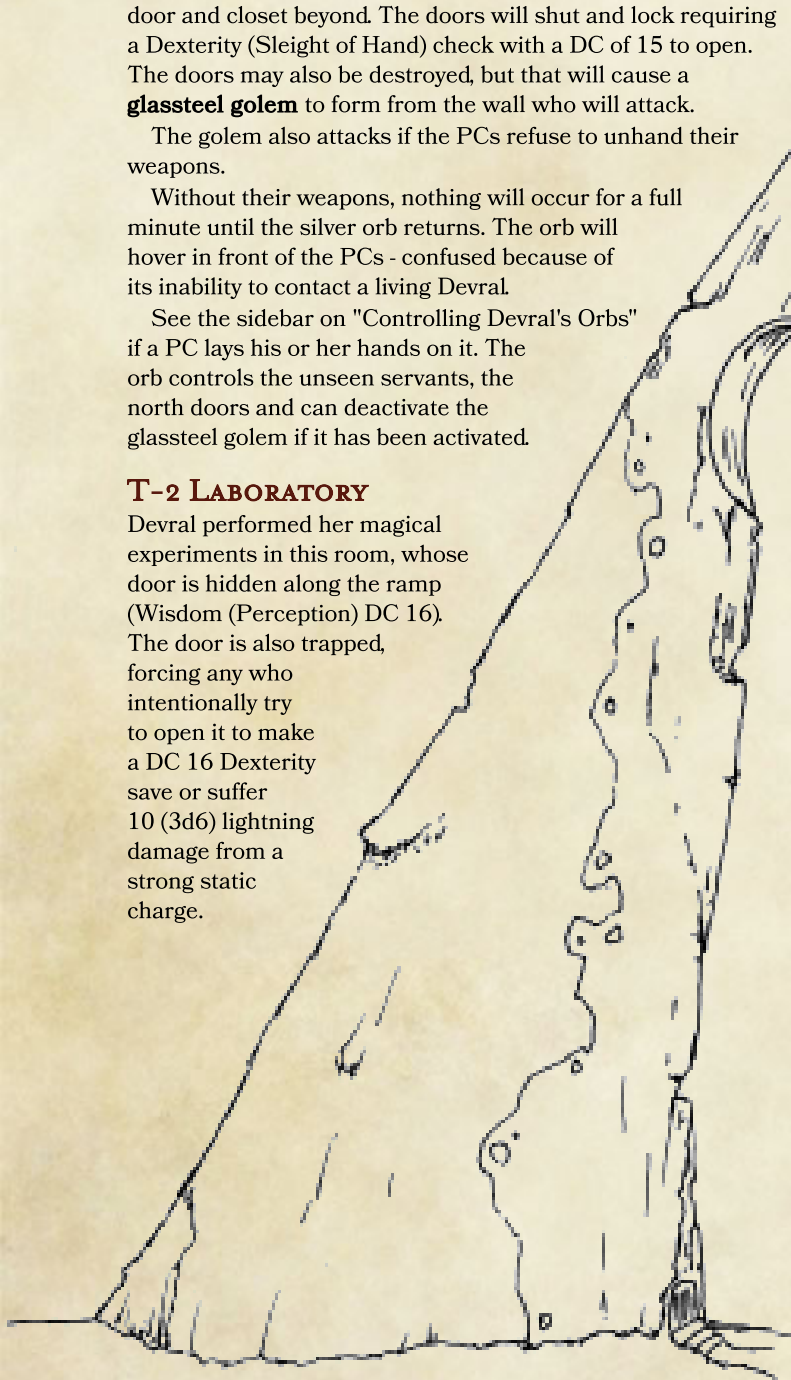 door and closet beyond. The doors will shut and lock requiring
a Dexterity (Sleight of Hand) check with a DC of 15 to open.
The doors may also be destroyed, but that will cause a
glassteel golem to form from the wall who will attack.
The golem also attacks if the PCs refuse to unhand their
weapons.
Without their weapons, nothing will occur for a full
minute until the silver orb returns. The orb will
hover in front of the PCs - confused because of
its inability to contact a living Devral.
See the sidebar on "Controlling Devral's Orbs"
if a PC lays his or her hands on it. The
orb controls the unseen servants, the
north doors and can deactivate the
glassteel golem if it has been activated.
T-2 Laboratory
Devral performed her magical
experiments in this room, whose
door is hidden along the ramp
(Wisdom (Perception) DC 16).
The door is also trapped,
forcing any who
intentionally try
to open it to make
a DC 16 Dexterity
save or suffer
10 (3d6) lightning
damage from a
strong static
charge.